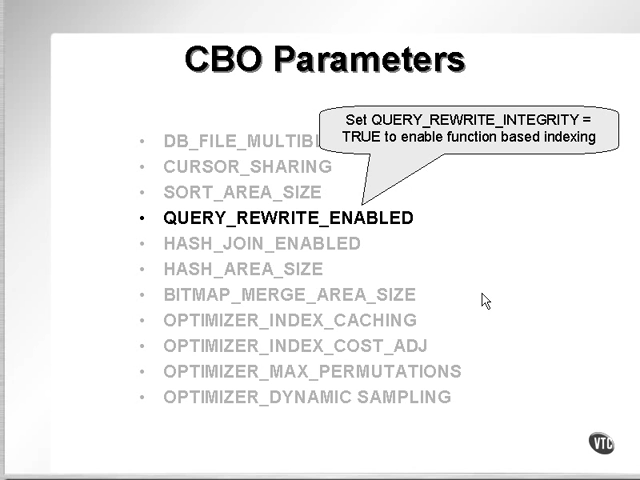 CBO Parameters
Set QUERY_REWRITE_INTEGRITY =
TRUE to enable function based indexing
• DB_FILE_MULTIBL
• CURSOR_SHARING
• SORT_AREA_SIZE
• QUERY_REWRITE_ENABLED
• HASH_JOIN_ENABLED
• HASH_AREA_SIZE
• BITMAP_MERGE_AREA_SIZE
• OPTIMIZER_INDEX_CACHING
• OPTIMIZER_INDEX_COST_ADJ
• OPTIMIZER_MAX_PERMUTATIONS
• OPTIMIZER_DYNAMIC SAMPLING
VTC